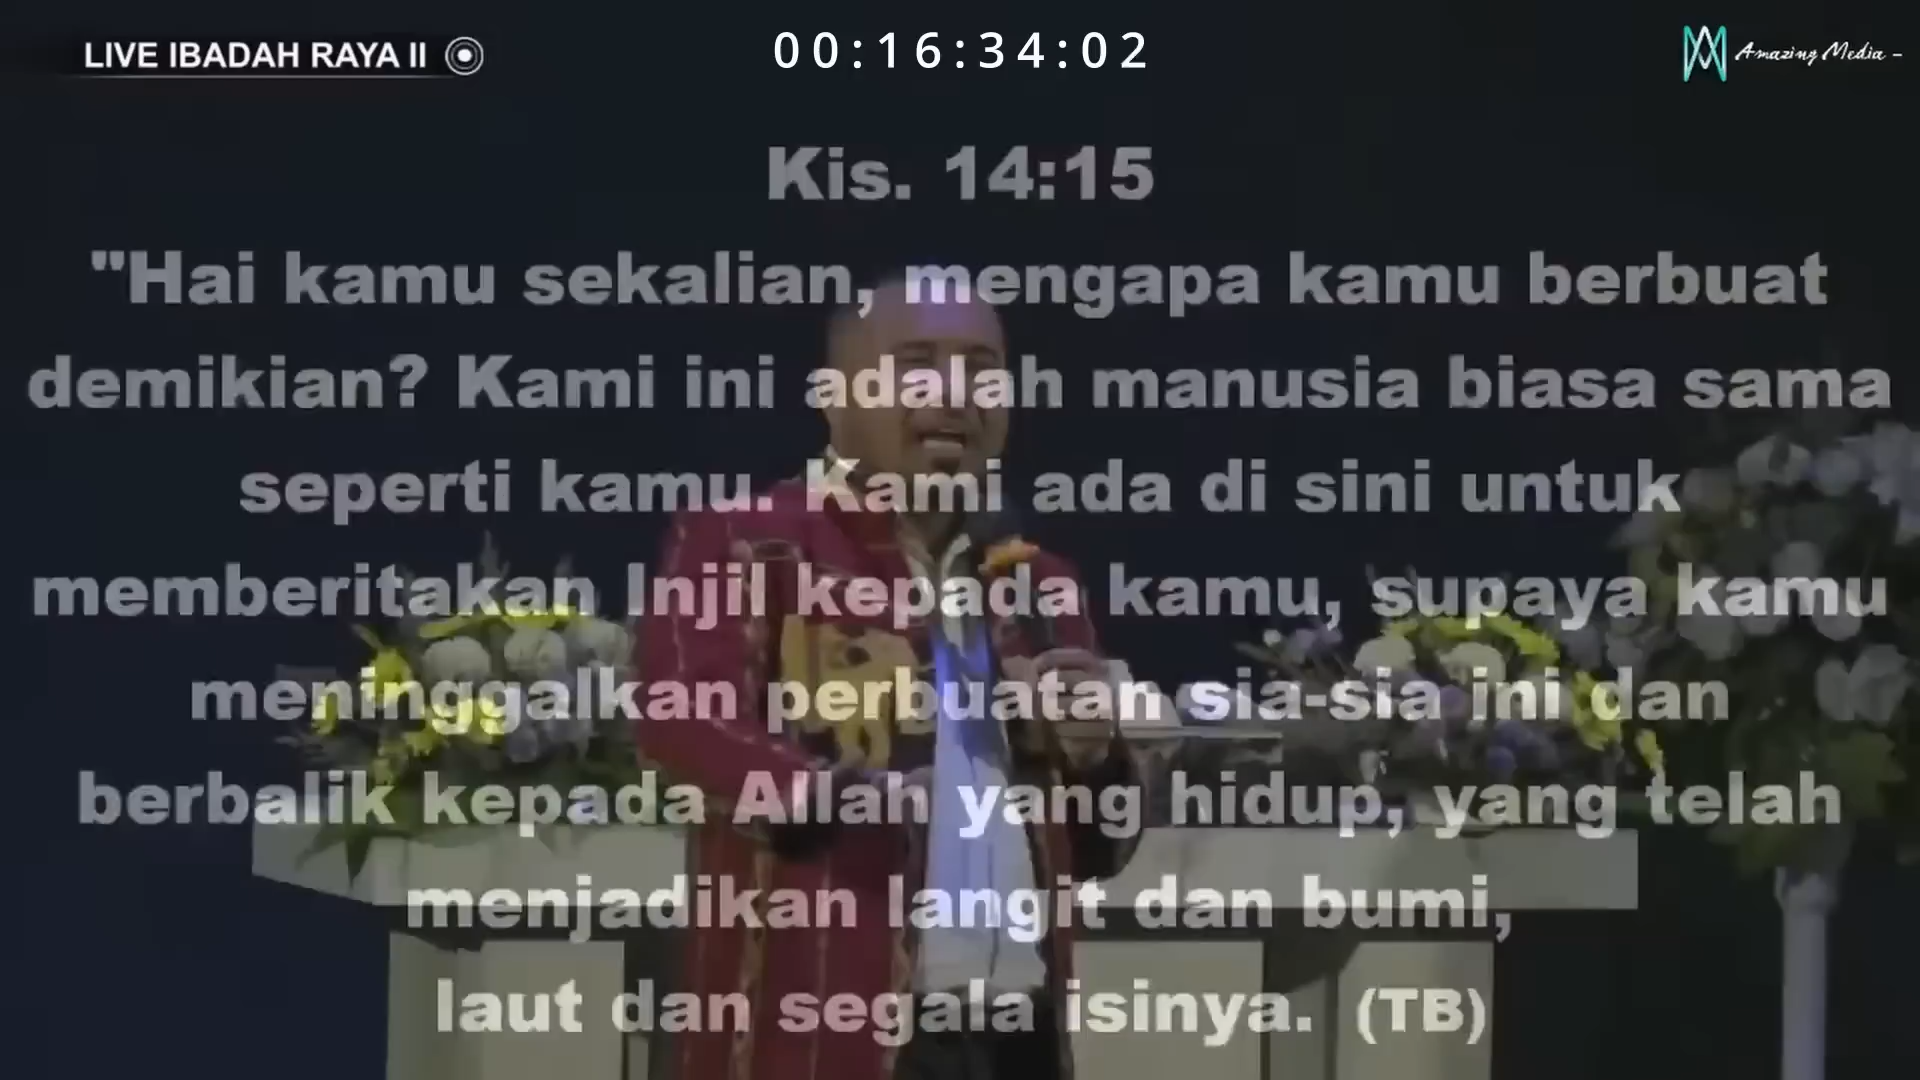 LIVE IBADAH RAYA II
00:16:34:02
Amazing Media -
Kis. 14:15
"Hai kamu sekalian, mengapa kamu berbuat
demikian? Kami ini adalah manusia biasa sama
seperti kamu. Kami ada di sini untuk
memberitakan Injil kepada kamu, supaya kamu
meninggalkan perbuatan sia-sia ini dan
berbalik kepada Allah yang hidup, yang telah
menjadikan langit dan bumi,
laut dan segala isinya. (TB)